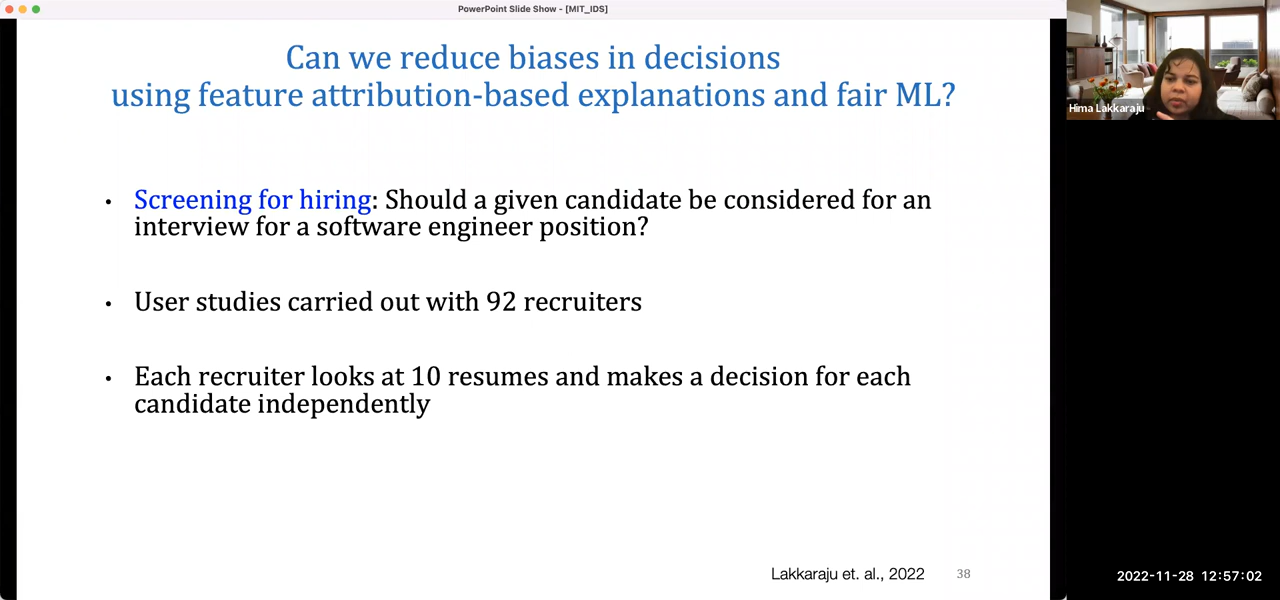 PowerPoint Slide Show - [MIT_IDS]
Can we reduce biases in decisions
using feature attribution-based explanations and fair ML?
• Screening for hiring: Should a given candidate be considered for an
interview for a software engineer position?
• User studies carried out with 92 recruiters
• Each recruiter looks at 10 resumes and makes a decision for each
candidate independently
Lakkaraju et. al., 2022
38
Hima Lakkaraju
2022-11-28 12:57:02